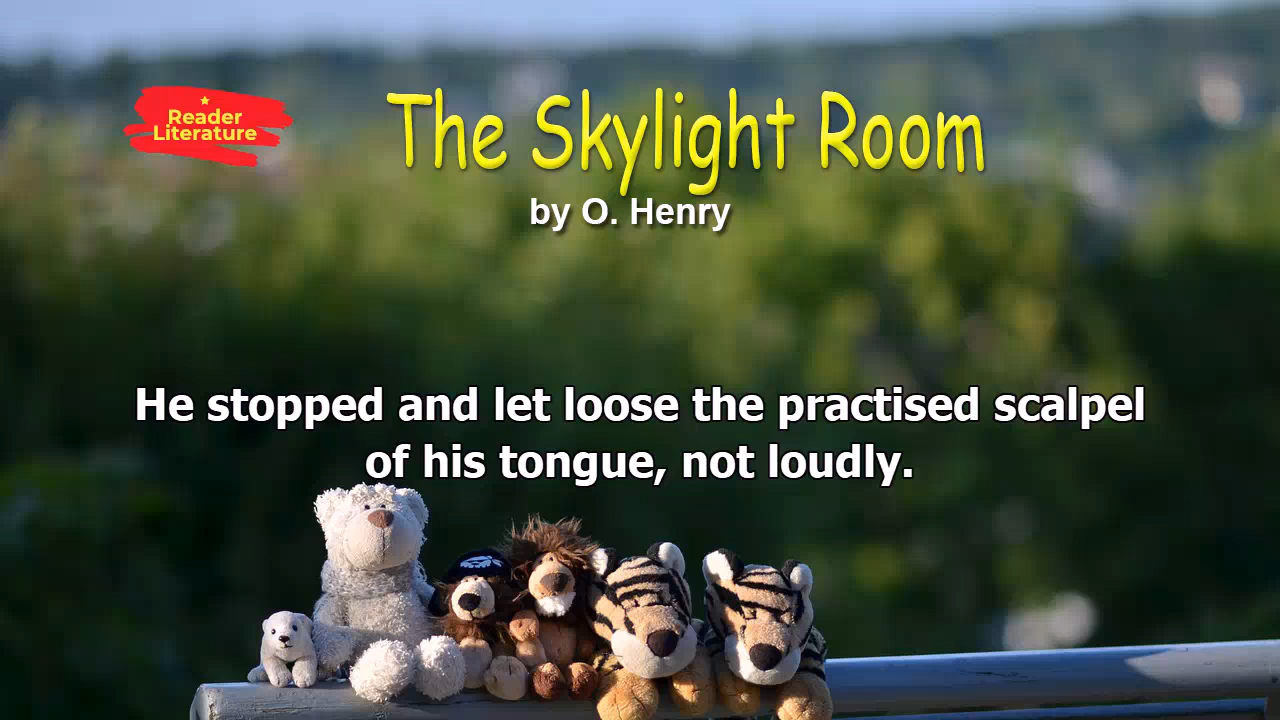 Reader
Literature
The Skylight Room
by O. Henry
He stopped and let loose the practised scalpel
of his tongue, not loudly.